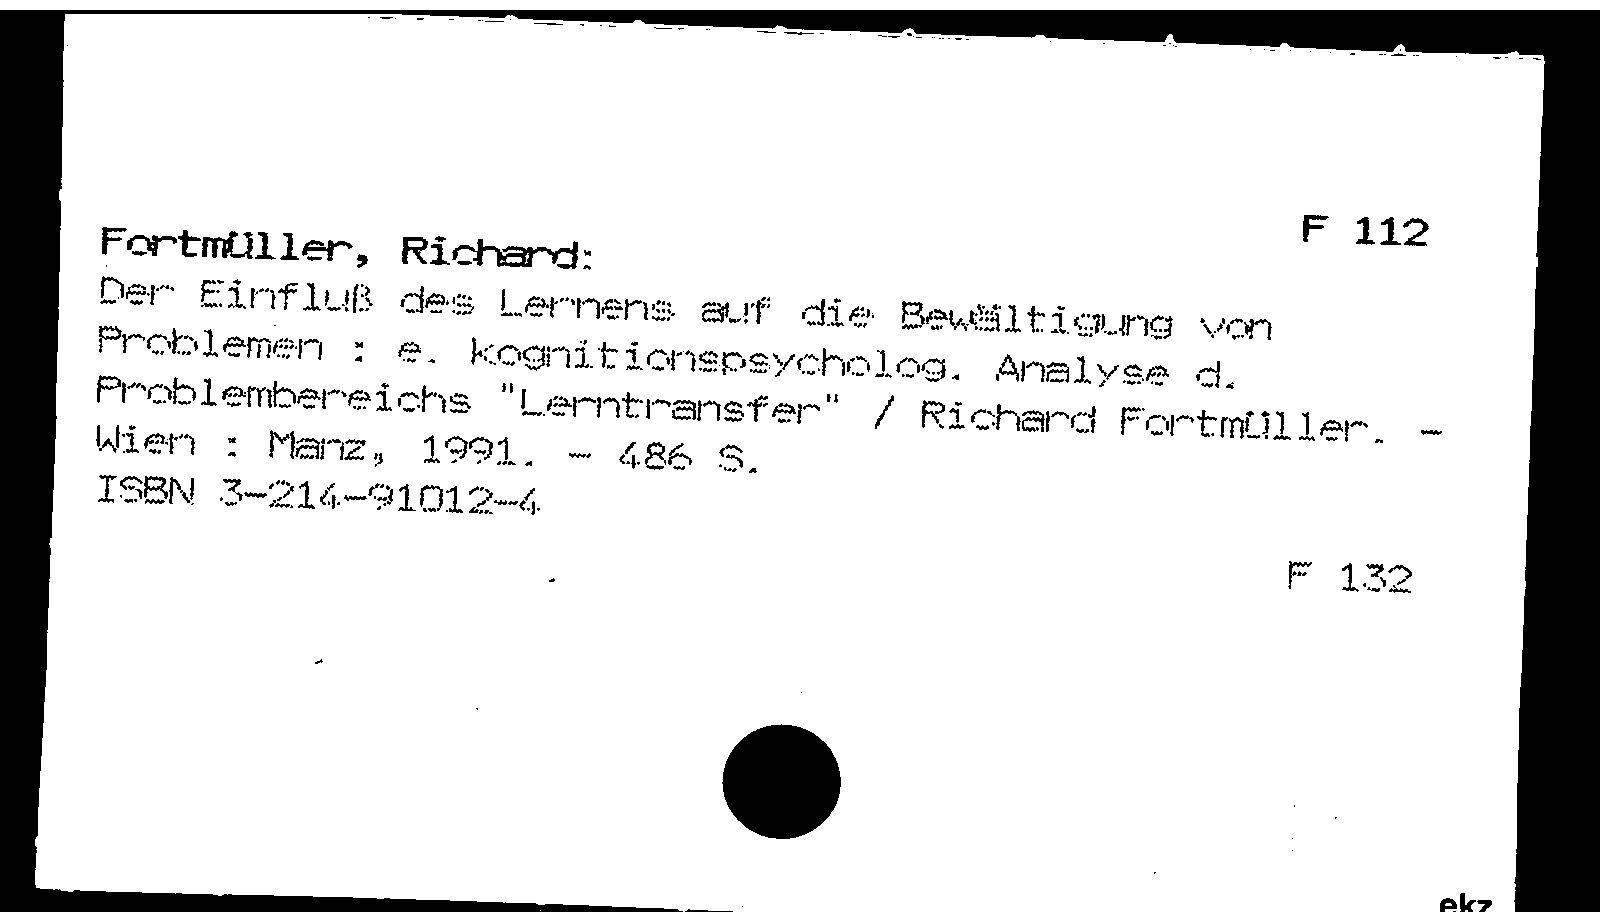 F 112
Fortmüller, Richard:
Der Einfluß des Lernens auf die Bewältigung von
Problemen : e. kognitionspsycholog. Analyse d.
Problembereichs "Lerntransfer" / Richard Fortmüller. -
Wien : Manz, 1991. - 486 S.
ISBN 3-214-91012-4
F 132
ekz